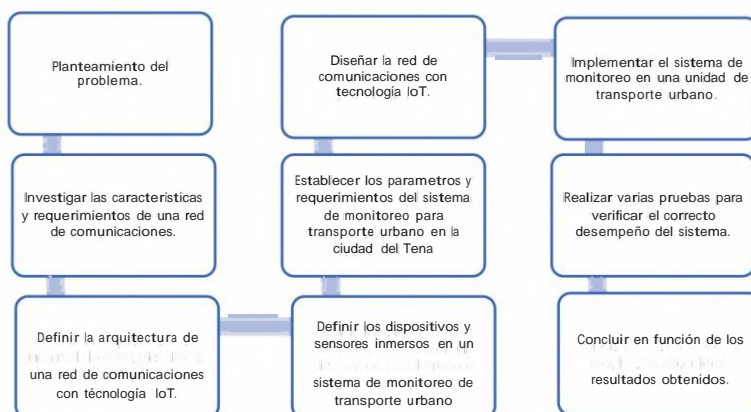 Planteamiento del
problema.
Investigar las características
y requerimientos de una red
de comunicaciones.
Definir la arquitectura de
una red de comunicaciones
con técnología IoT.
Definir los dispositivos y
sensores inmersos en un
sistema de monitoreo de
transporte urbano
Establecer los parametros y
requerimientos del sistema
de monitoreo para
transporte urbano en la
ciudad del Tena
Diseñar la red de
comunicaciones con
tecnología IoT.
Implementar el sistema de
monitoreo en una unidad de
transporte urbano.
Realizar varias pruebas para
verificar el correcto
desempeño del sistema.
Concluir en función de los
resultados obtenidos.